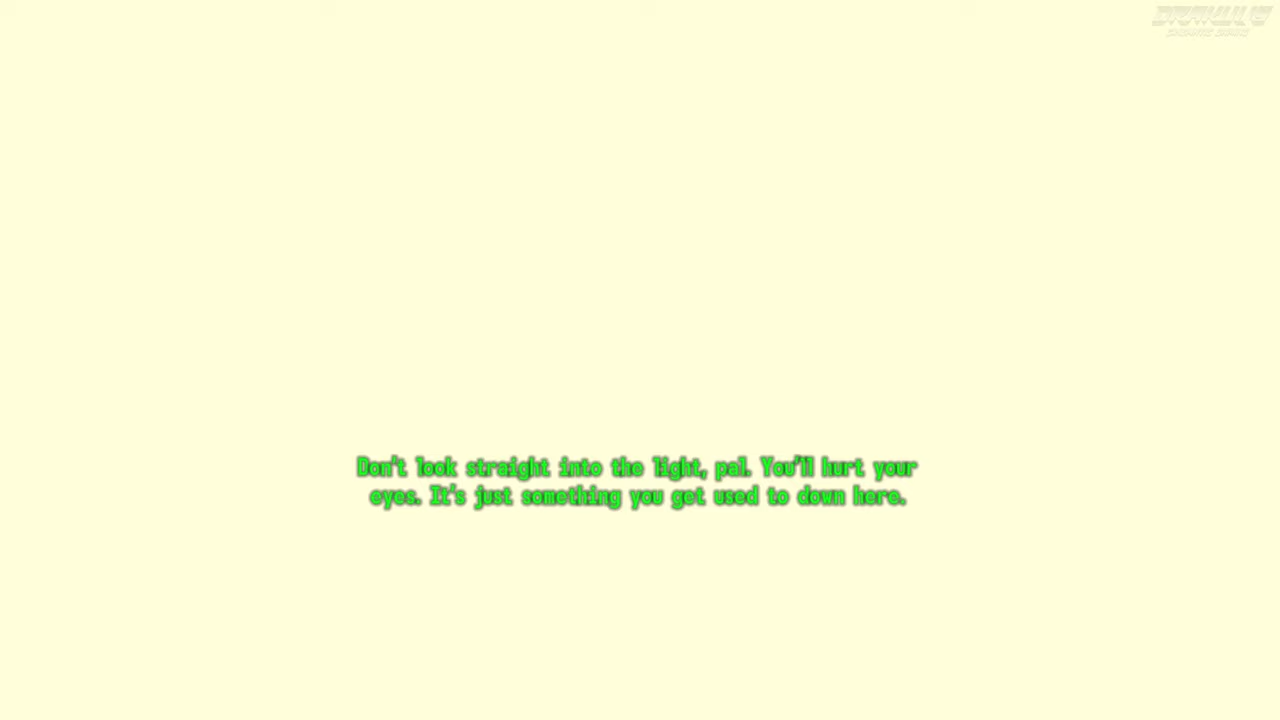 Don't look straight into the light, pal. You'll hurt your
eyes. It's just something you get used to down here.